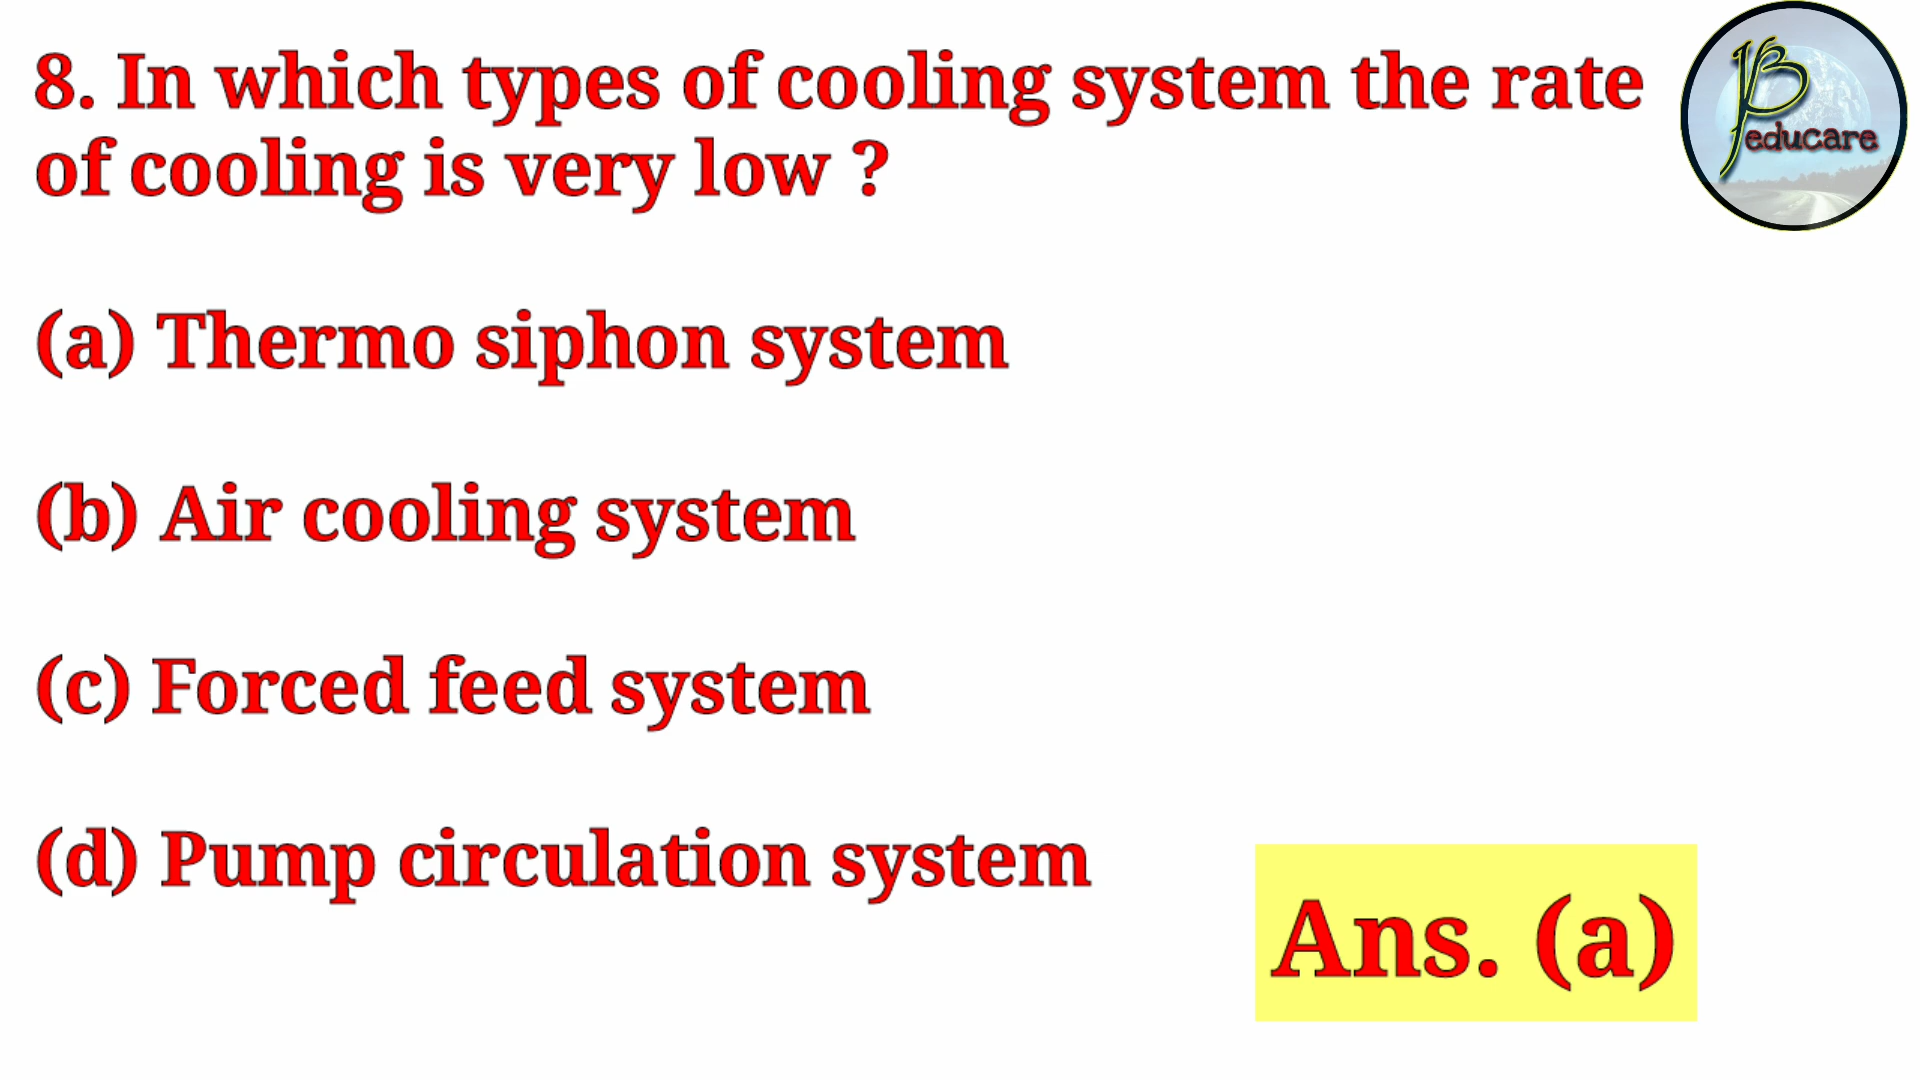 8. In which types of cooling system the rate
of cooling is very low ?
(a) Thermo siphon system
(b) Air cooling system
(c) Forced feed system
(d) Pump circulation system
Ans. (a)
educare